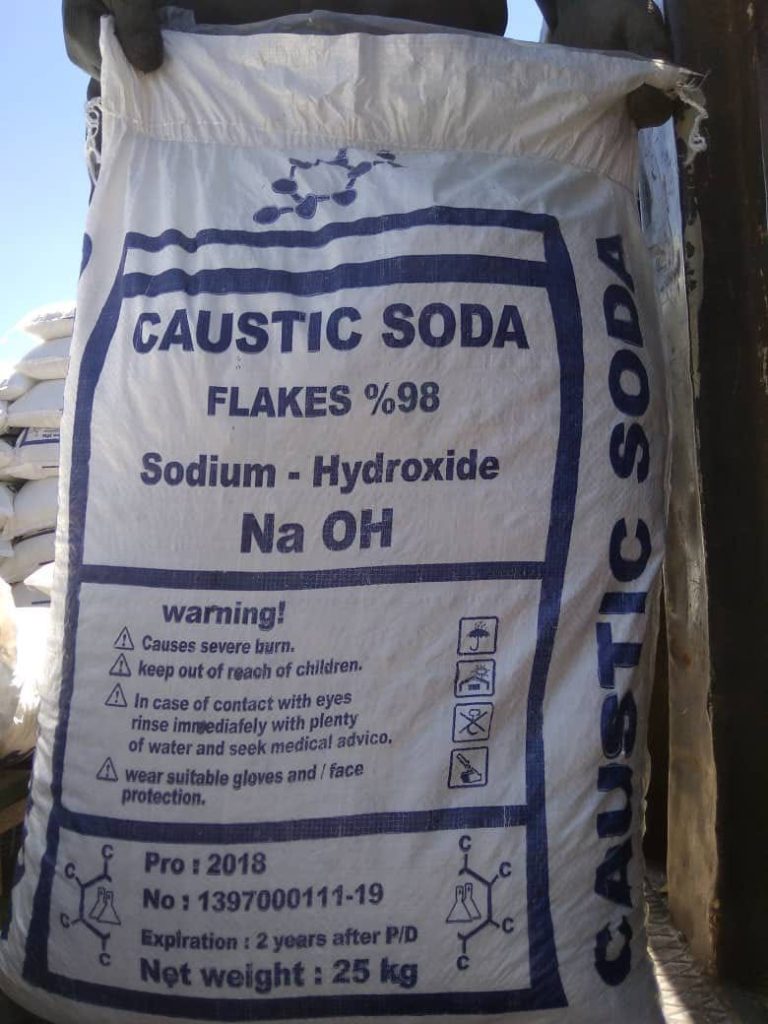 CAUSTIC SODA
FLAKES %98
Sodium - Hydroxide
Na OH
warning!
Causes severe burn.
keep out of reach of children.
In case of contact with eyes
rinse immediafely with plenty
of water and seek medical advico.
wear suitable gloves and / face
protection.
Pro : 2018
No : 1397000111-19
Expiration : 2 years after P/D
Net weight : 25 kg
C
C
C
C
C
C
C
C
CAUSTIC SODA